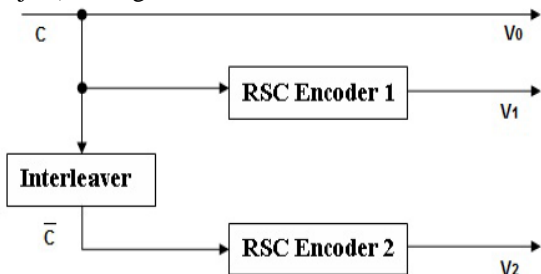 C
V0
RSC Encoder 1
V1
Interleaver
C̅
RSC Encoder 2
V2